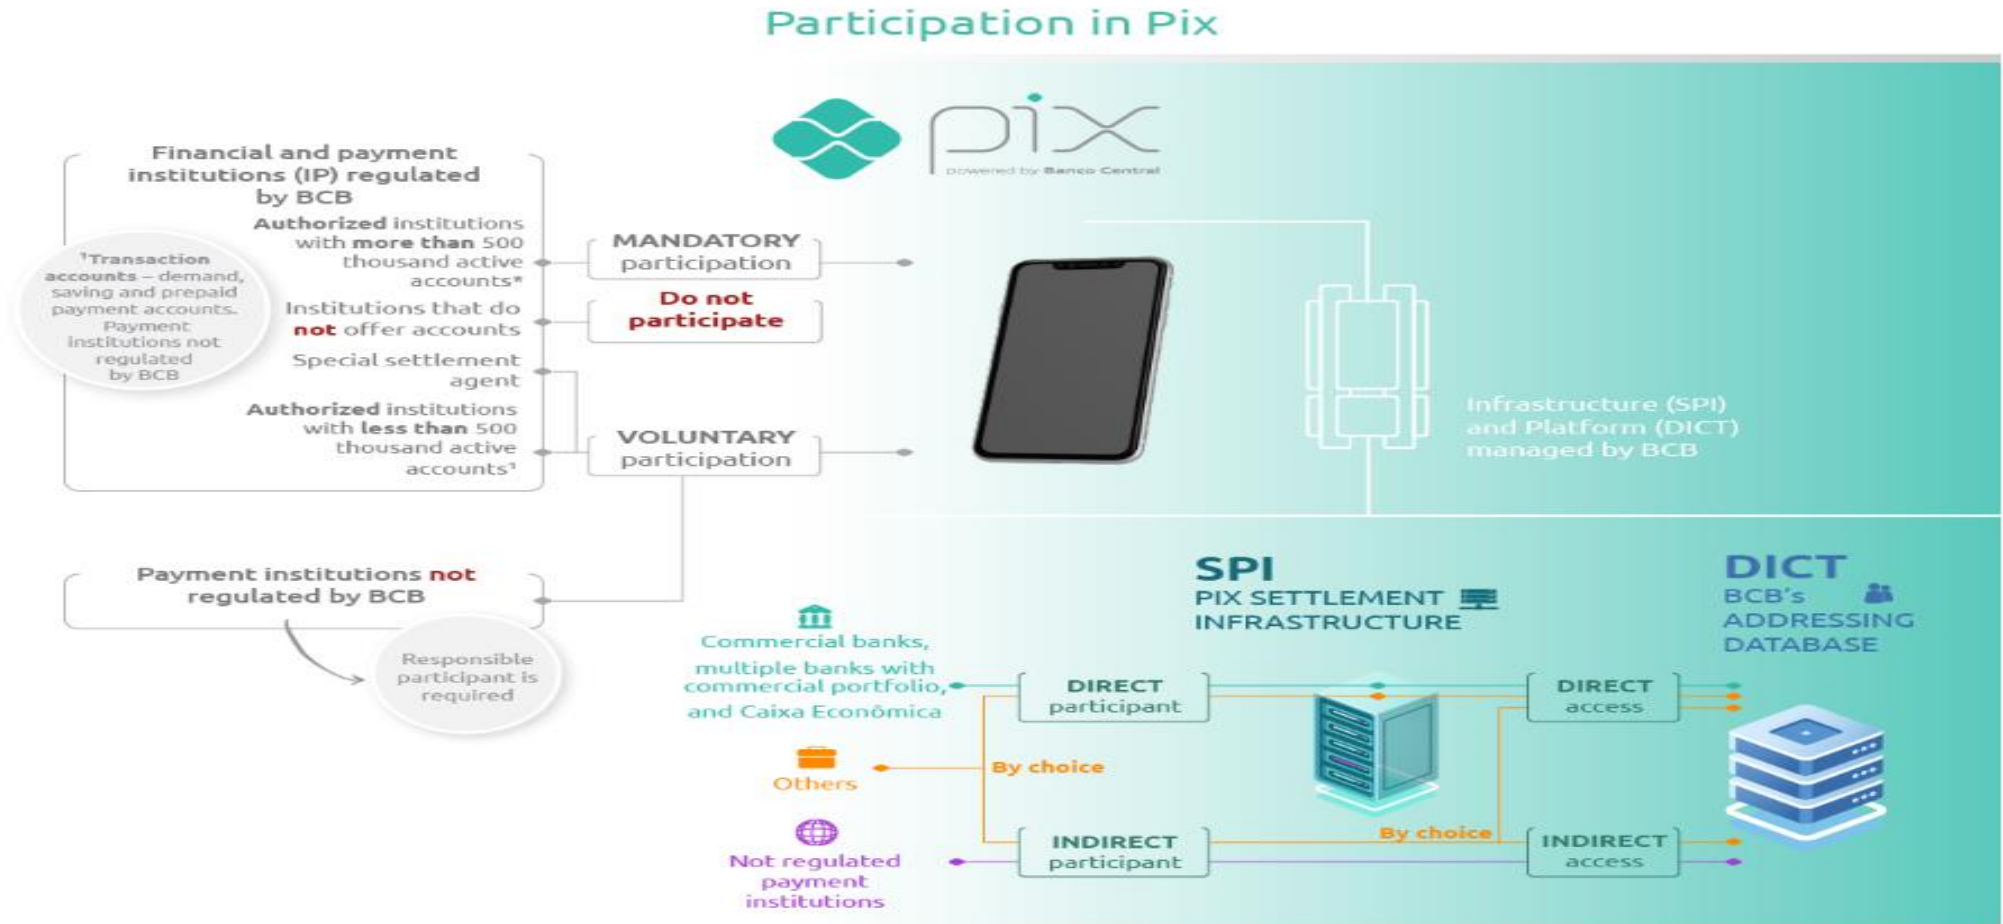 Participation in Pix
pix
powered by Banco Central
Financial and payment
institutions (IP) regulated
by BCB
Authorized institutions
with more than 500
thousand active
accounts*
Institutions that do
not offer accounts
Special settlement
agent
Authorized institutions
with less than 500
thousand active
accounts¹
¹Transaction
accounts – demand,
saving and prepaid
payment accounts.
Payment
institutions not
regulated
by BCB
MANDATORY
participation
Do not
participate
VOLUNTARY
participation
Infrastructure (SPI)
and Platform (DICT)
managed by BCB
Payment institutions not
regulated by BCB
Responsible
participant is
required
SPI
PIX SETTLEMENT
INFRASTRUCTURE
DICT
BCB's
ADDRESSING
DATABASE
Commercial banks,
multiple banks with
commercial portfolio,
and Caixa Econômica
DIRECT
participant
DIRECT
access
Others
By choice
By choice
Not regulated
payment
institutions
INDIRECT
participant
INDIRECT
access